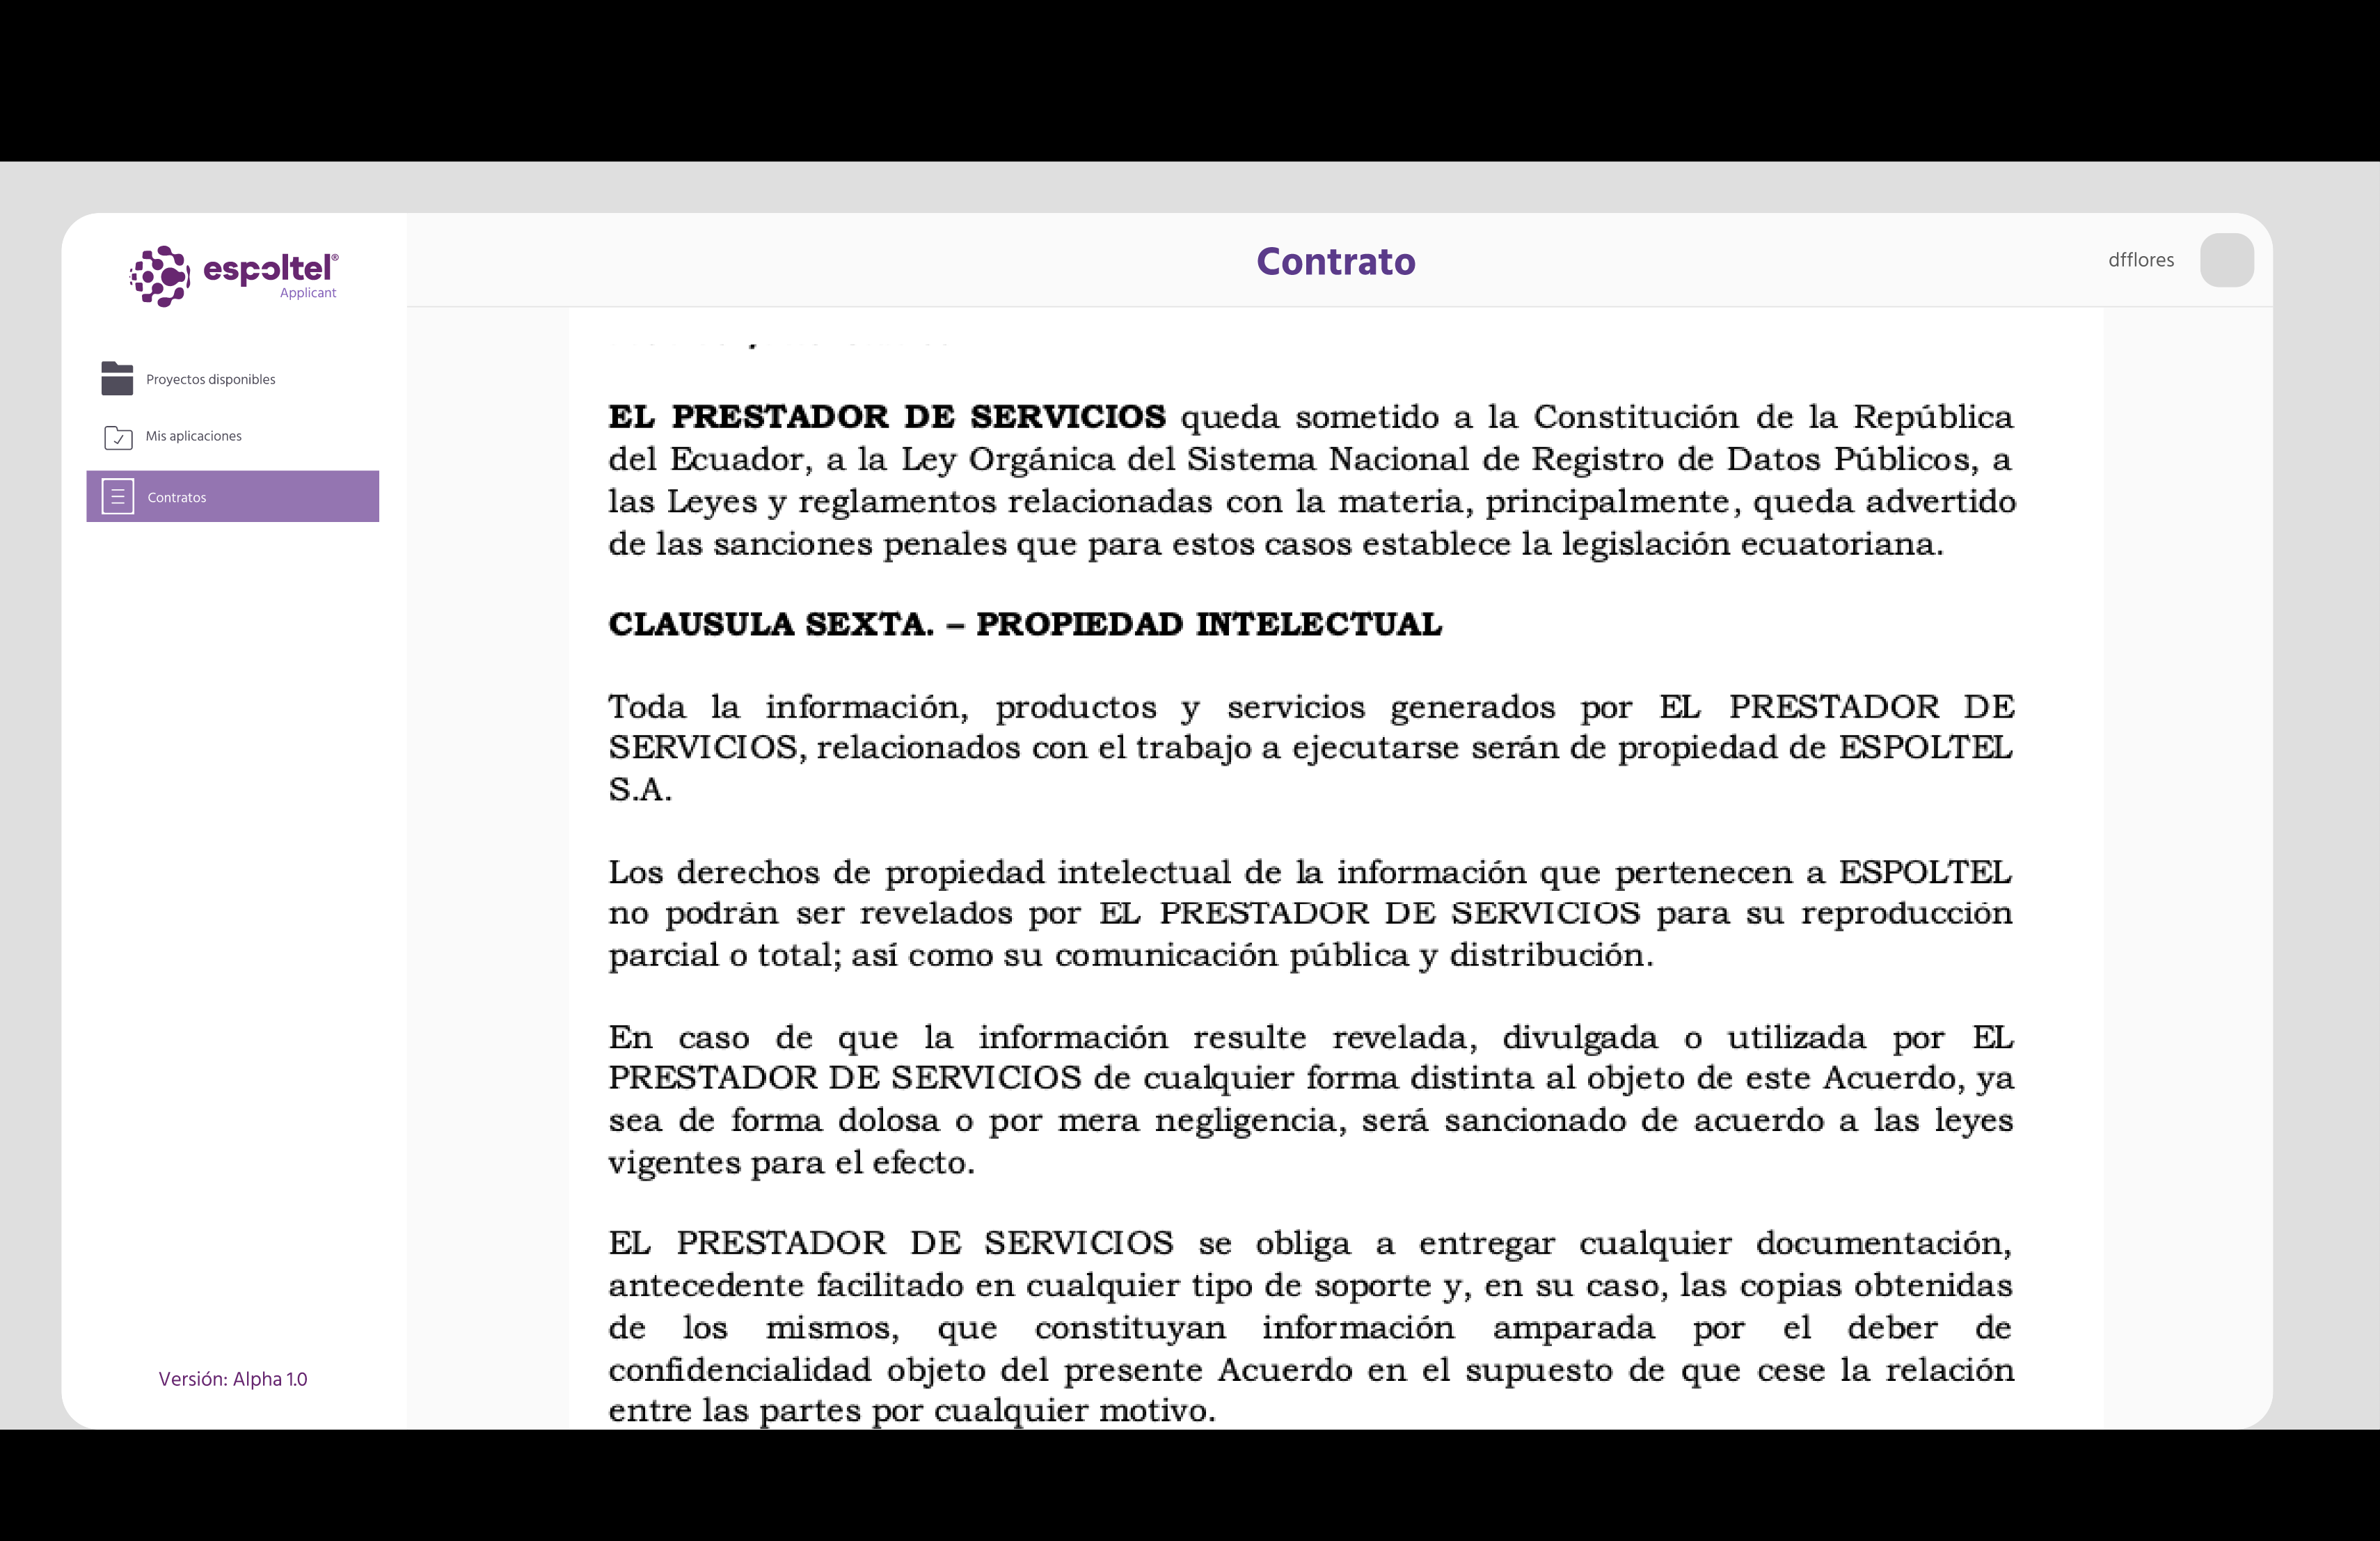 espoltel®
Applicant
Contrato
dfflores
Proyectos disponibles
Mis aplicaciones
Contratos
EL PRESTADOR DE SERVICIOS queda sometido a la Constitución de la República
del Ecuador, a la Ley Orgánica del Sistema Nacional de Registro de Datos Públicos, a
las Leyes y reglamentos relacionadas con la materia, principalmente, queda advertido
de las sanciones penales que para estos casos establece la legislación ecuatoriana.
CLAUSULA SEXTA. – PROPIEDAD INTELECTUAL
Toda la información, productos y servicios generados por EL PRESTADOR DE
SERVICIOS, relacionados con el trabajo a ejecutarse serán de propiedad de ESPOLTEL
S.A.
Los derechos de propiedad intelectual de la información que pertenecen a ESPOLTEL
no podrán ser revelados por EL PRESTADOR DE SERVICIOS para su reproducción
parcial o total; así como su comunicación pública y distribución.
En caso de que la información resulte revelada, divulgada o utilizada por EL
PRESTADOR DE SERVICIOS de cualquier forma distinta al objeto de este Acuerdo, ya
sea de forma dolosa o por mera negligencia, será sancionado de acuerdo a las leyes
vigentes para el efecto.
EL PRESTADOR DE SERVICIOS se obliga a entregar cualquier documentación,
antecedente facilitado en cualquier tipo de soporte y, en su caso, las copias obtenidas
de los mismos, que constituyan información amparada por el deber de
confidencialidad objeto del presente Acuerdo en el supuesto de que cese la relación
entre las partes por cualquier motivo.
Versión: Alpha 1.0